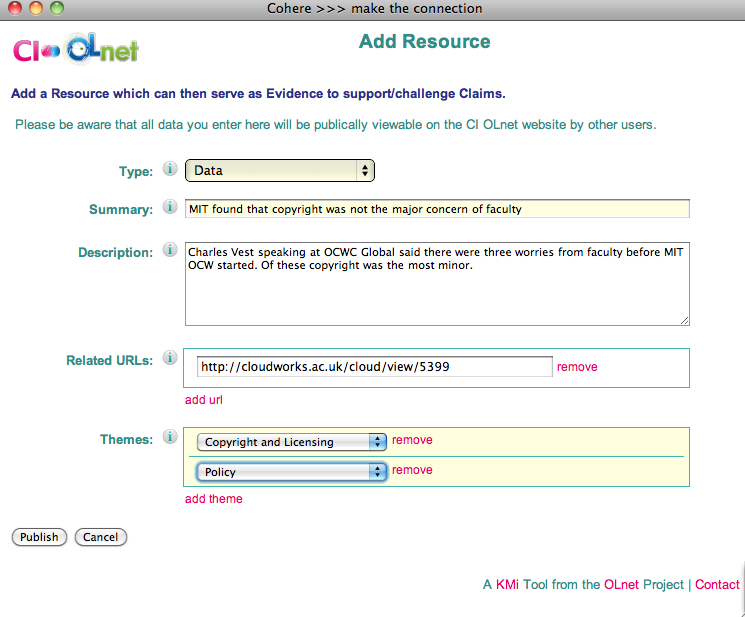 Cohere >>> make the connection
CI OLnet
Add Resource
Add a Resource which can then serve as Evidence to support/challenge Claims.
Please be aware that all data you enter here will be publically viewable on the CI OLnet website by other users.
Type: i Data
Summary: i MIT found that copyright was not the major concern of faculty
Description: i Charles Vest speaking at OCWC Global said there were three worries from faculty before MIT
OCW started. Of these copyright was the most minor.
Related URLs: i http://cloudworks.ac.uk/cloud/view/5399 remove
add url
Themes: i Copyright and Licensing remove
Policy remove
add theme
Publish Cancel
A KMi Tool from the OLnet Project | Contact